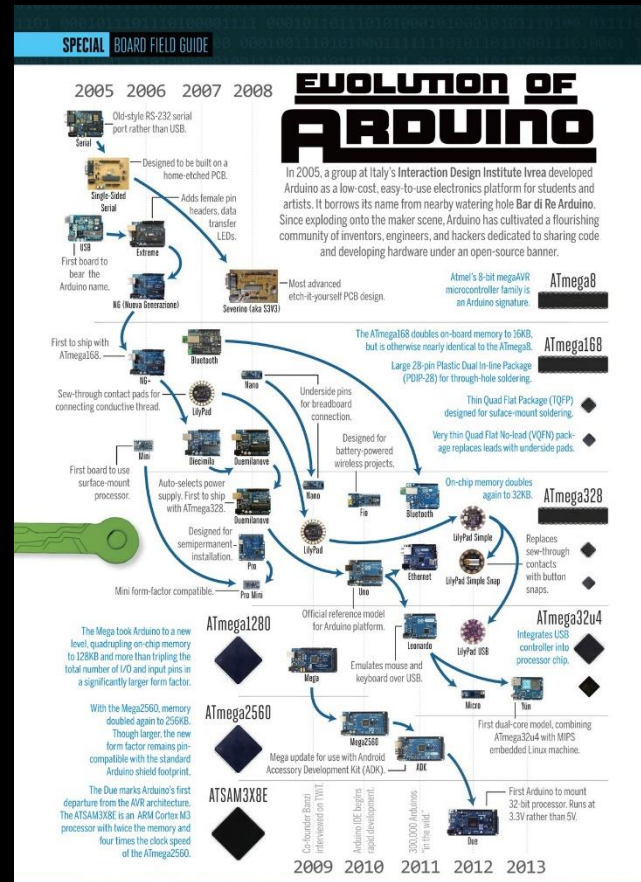 SPECIAL BOARD FIELD GUIDE
2005 2006 2007 2008
EVOLUTION OF
ARDUINO
In 2005, a group at Italy's Interaction Design Institute Ivrea developed
Arduino as a low-cost, easy-to-use electronics platform for students and
artists. It borrows its name from nearby watering hole Bar di Re Arduino.
Since exploding onto the maker scene, Arduino has cultivated a flourishing
community of inventors, engineers, and hackers dedicated to sharing code
and developing hardware under an open-source banner.
Old-style RS-232 serial
port rather than USB.
Serial
Designed to be built on a
home-etched PCB.
Single-Sided
Serial
Adds female pin
headers, data
transfer
LEDs.
USB
Extreme
First board to
bear the
Arduino name.
NG (Nuova Generazione)
Severino (aka S3V3)
Most advanced
etch-it-yourself PCB design.
Atmel's 8-bit megaAVR
microcontroller family is
an Arduino signature.
ATmega8
First to ship with
ATmega168.
NG+
Bluetooth
The ATmega168 doubles on-board memory to 16KB,
but is otherwise nearly identical to the ATmega8.
ATmega168
Large 28-pin Plastic Dual In-line Package
(PDIP-28) for through-hole soldering.
Thin Quad Flat Package (TQFP)
designed for suface-mount soldering.
Very thin Quad Flat No-lead (VQFN) pack-
age replaces leads with underside pads.
Sew-through contact pads for
connecting conductive thread.
LilyPad
Nano
Underside pins
for breadboard
connection.
Mini
First board to use
surface-mount
processor.
Diecimila
Duemilanove
Designed for
battery-powered
wireless projects.
Auto-selects power
supply. First to ship
with ATmega328.
Duemilanove
Nano
Fio
Bluetooth
LilyPad
On-chip memory doubles
again to 32KB.
ATmega328
LilyPad Simple
Replaces
sew-through
contacts
with button
snaps.
LilyPad Simple Snap
Designed for
semipermanent
installation.
Pro
Mini form-factor compatible.
Pro Mini
Uno
Ethernet
Official reference model
for Arduino platform.
Leonardo
Emulates mouse and
keyboard over USB.
LilyPad USB
ATmega32u4
Integrates USB
controller into
processor chip.
Micro
Yún
First dual-core model, combining
ATmega32u4 with MIPS
embedded Linux machine.
The Mega took Arduino to a new
level, quadrupling on-chip memory
to 128KB and more than tripling the
total number of I/O and input pins in
a significantly larger form factor.
ATmega1280
Mega
With the Mega2560, memory
doubled again to 256KB.
Though larger, the new
form factor remains pin-
compatible with the standard
Arduino shield footprint.
ATmega2560
Mega2560
Mega update for use with Android
Accessory Development Kit (ADK).
ADK
The Due marks Arduino's first
departure from the AVR architecture.
The ATSAM3X8E is an ARM Cortex M3
processor with twice the memory and
four times the clock speed
of the ATmega2560.
ATSAM3X8E
Co-founder Banzi
interviewed on TWiT.
Arduino IDE begins
rapid development.
300,000 Arduinos
"in the wild."
Due
First Arduino to mount
32-bit processor. Runs at
3.3V rather than 5V.
2009 2010 2011 2012 2013